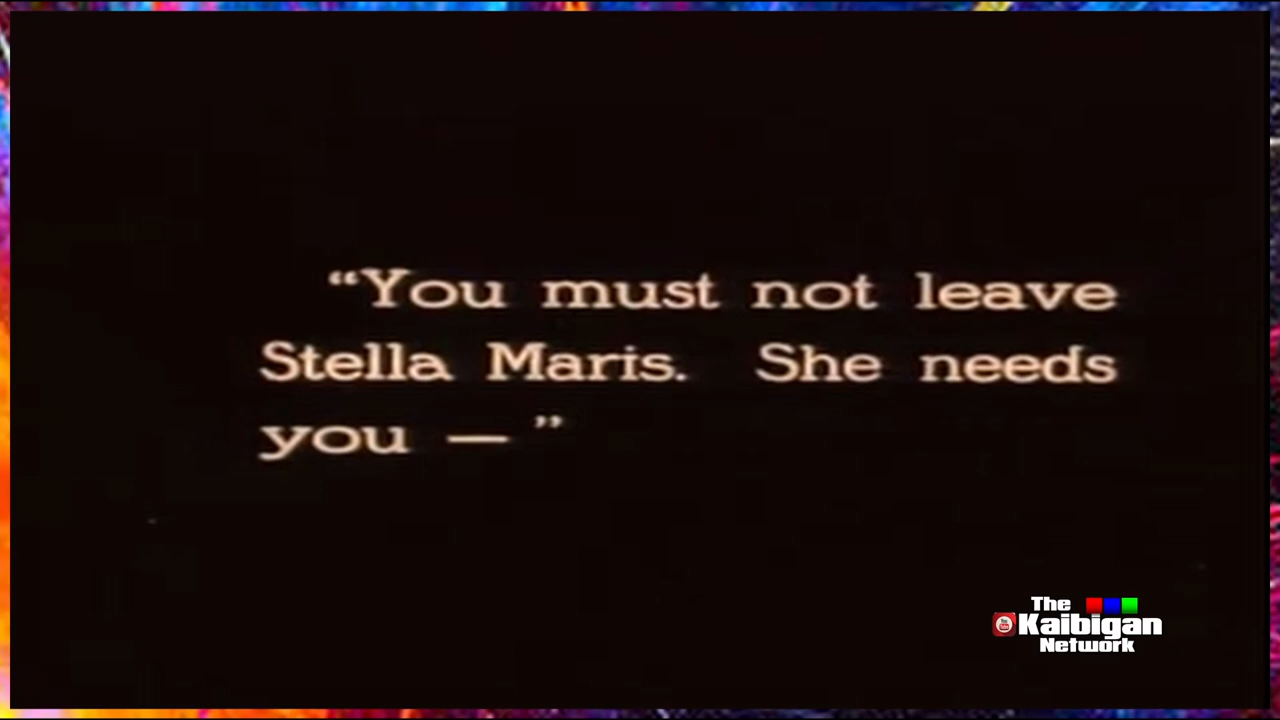 “You must not leave
Stella Maris. She needs
you — ”
The
Kaibigan
Network